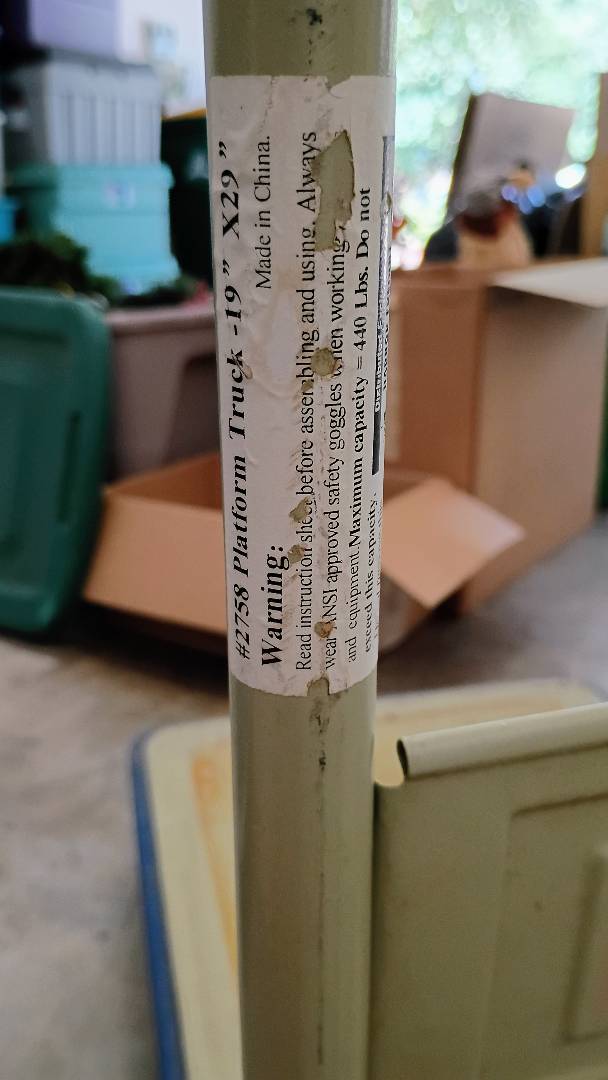 #2758 Platform Truck -19” X29”
Warning: Made in China.
Read instruction sheet before assembling and using. Always
wear ANSI approved safety goggles when working
and equipment. Maximum capacity = 440 Lbs. Do not
exceed this capacity.